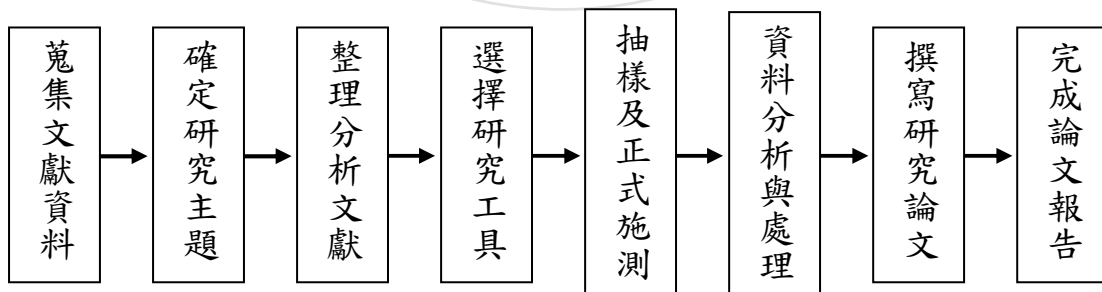 蒐集文獻資料
確定研究主題
整理分析文獻
選擇研究工具
抽樣及正式施測
資料分析與處理
撰寫研究論文
完成論文報告